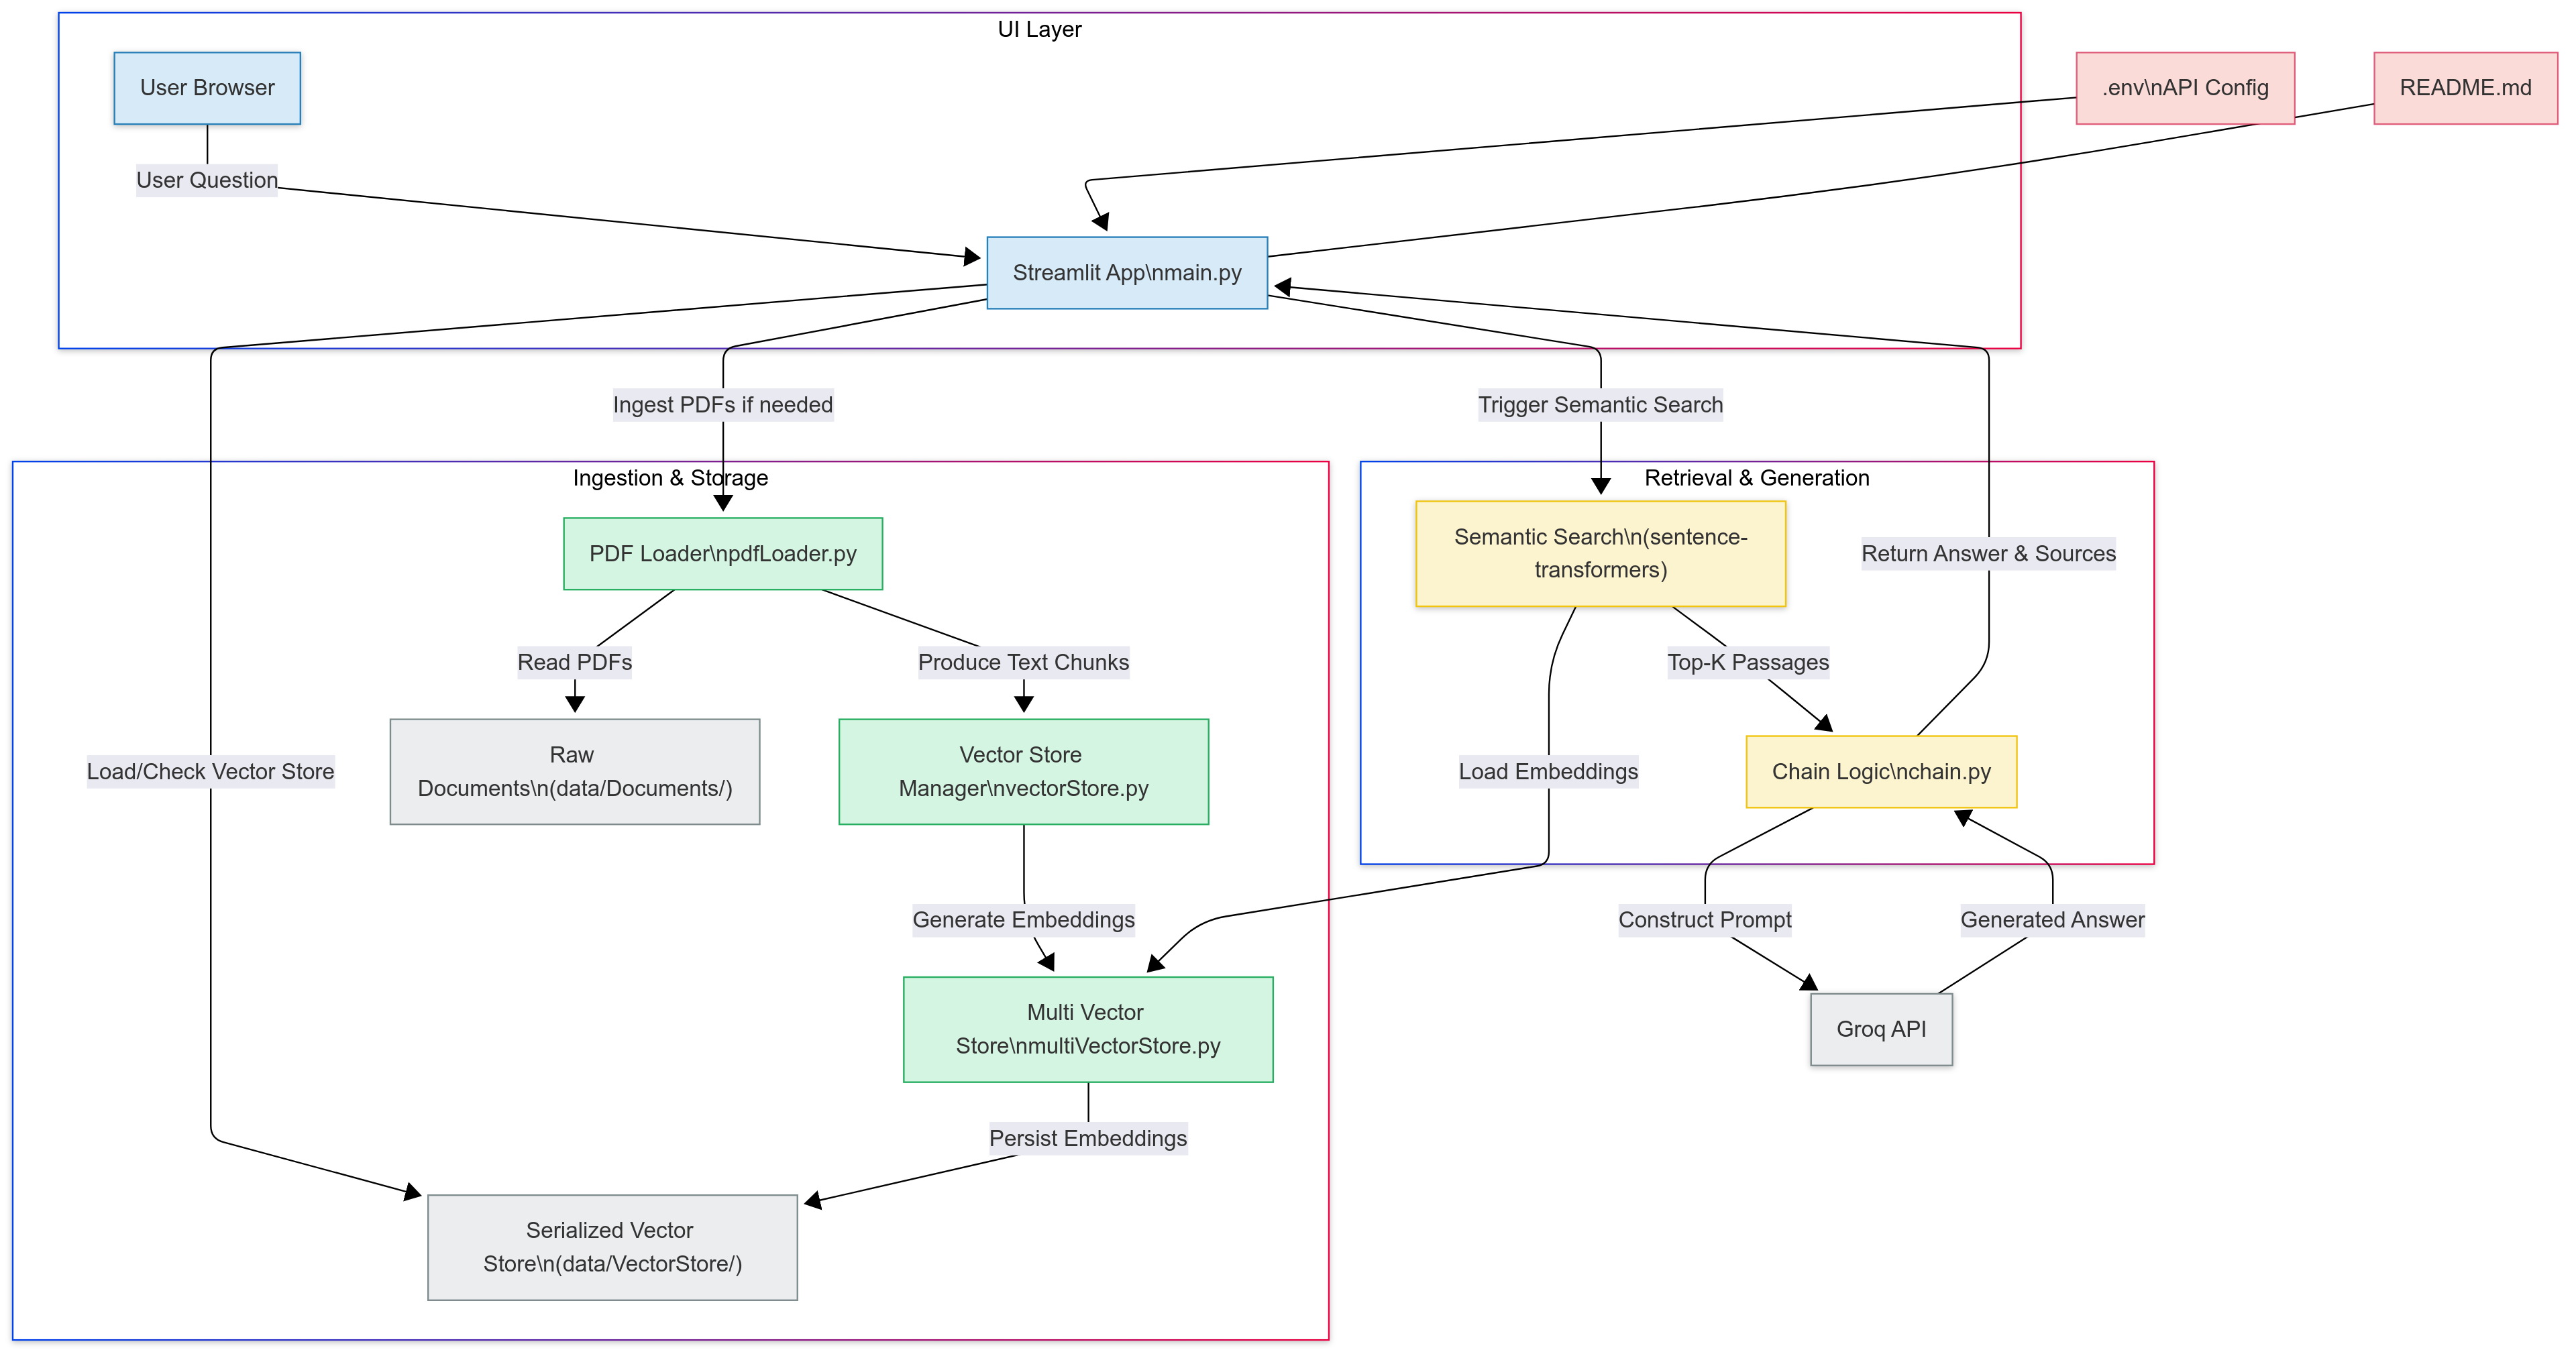 UI Layer
User Browser
.env\nAPI Config
README.md
User Question
Streamlit App\nmain.py
Ingest PDFs if needed
Trigger Semantic Search
Ingestion & Storage
Retrieval & Generation
PDF Loader\npdfLoader.py
Semantic Search\n(sentence-
transformers)
Return Answer & Sources
Read PDFs
Produce Text Chunks
Top-K Passages
Load/Check Vector Store
Raw
Documents\n(data/Documents/)
Vector Store
Manager\nvectorStore.py
Load Embeddings
Chain Logic\nchain.py
Generate Embeddings
Construct Prompt
Generated Answer
Multi Vector
Store\nmultiVectorStore.py
Groq API
Persist Embeddings
Serialized Vector
Store\n(data/VectorStore/)